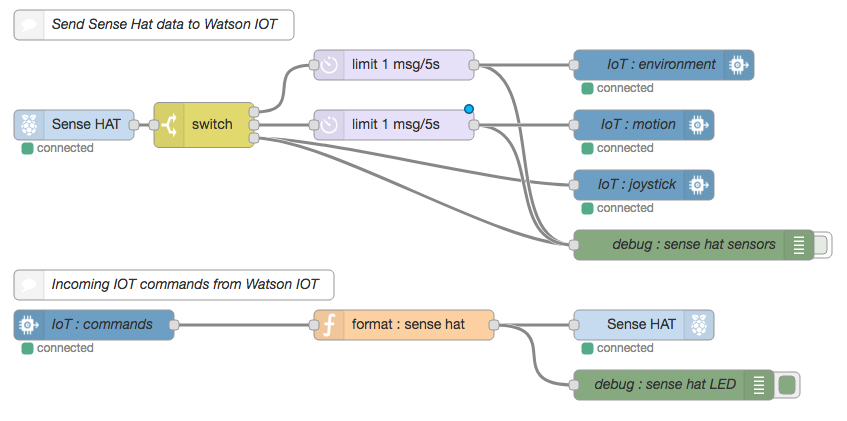 Send Sense Hat data to Watson IOT
limit 1 msg/5s
IoT : environment
connected
Sense HAT
switch
limit 1 msg/5s
IoT : motion
connected
connected
IoT : joystick
connected
debug : sense hat sensors
Incoming IOT commands from Watson IOT
IoT : commands
format : sense hat
Sense HAT
connected
connected
debug : sense hat LED